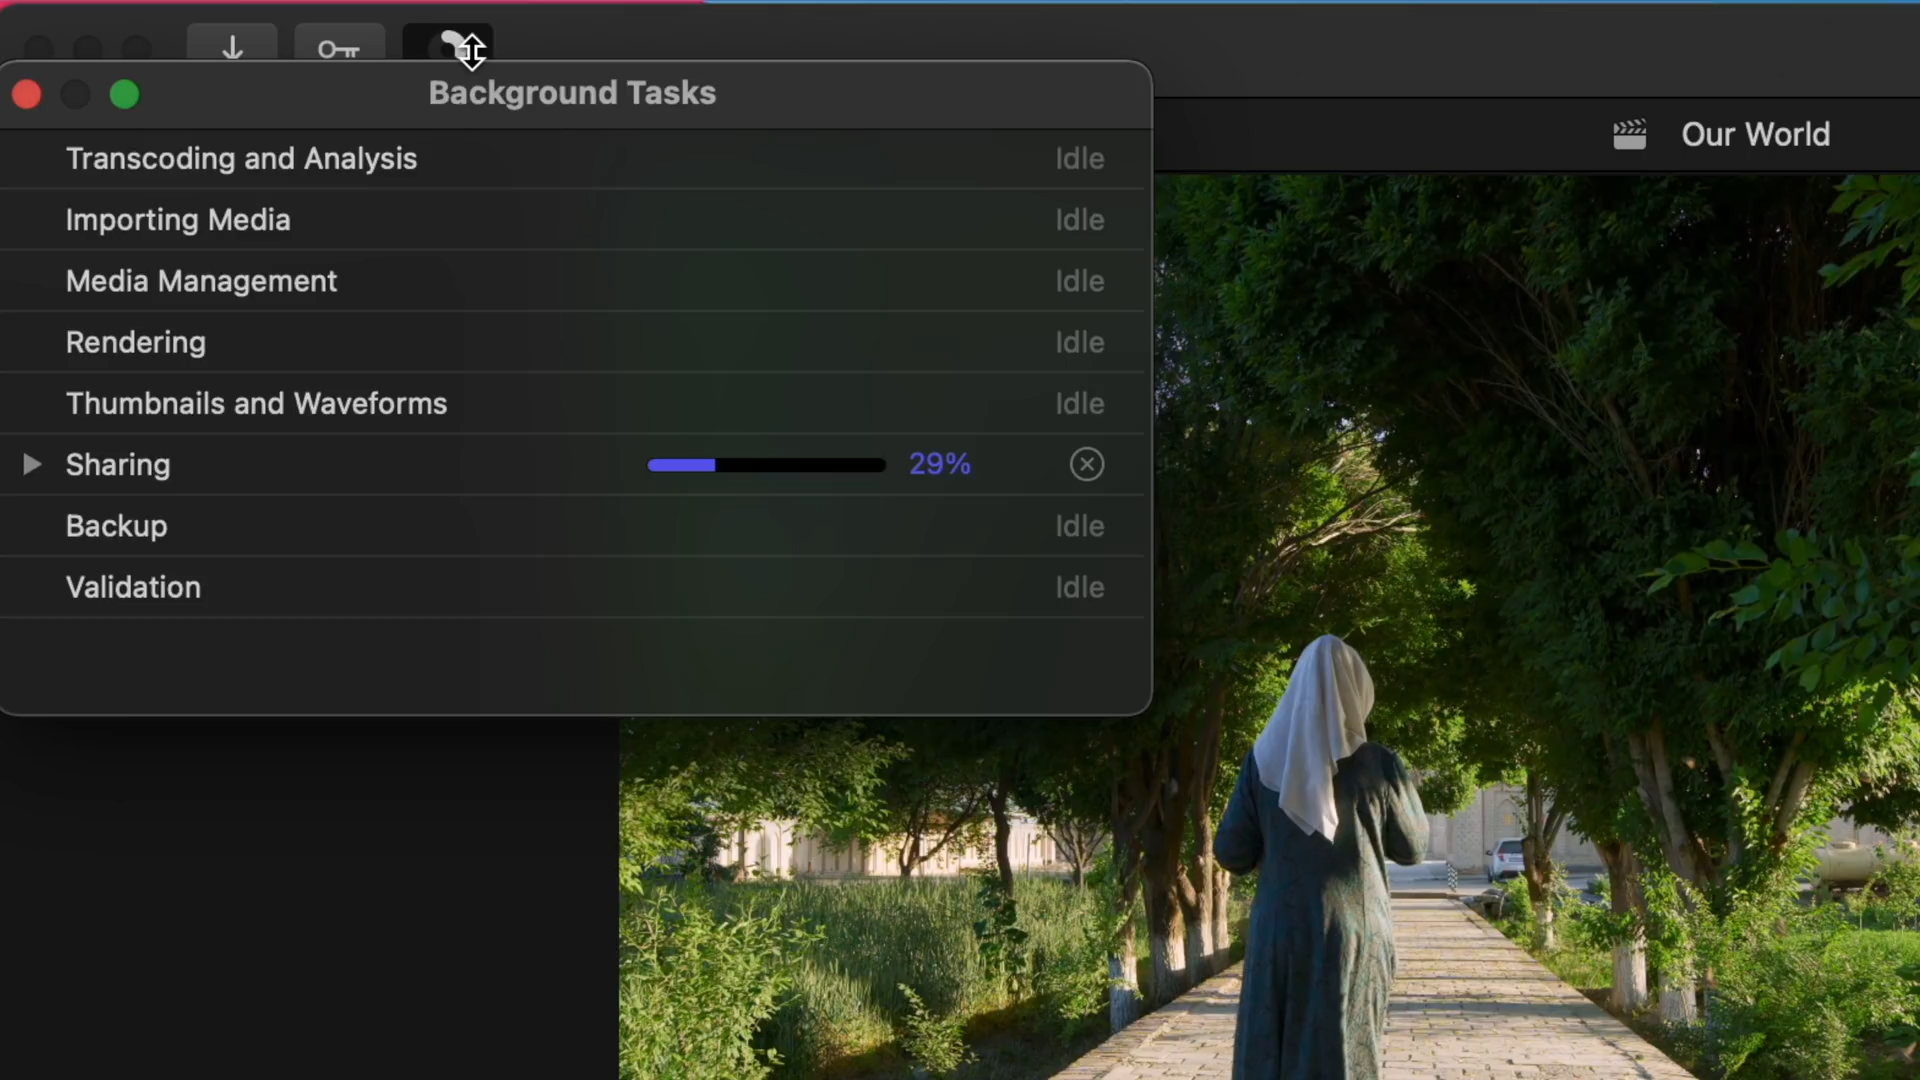 Background Tasks
Our World
Transcoding and Analysis Idle
Importing Media Idle
Media Management Idle
Rendering Idle
Thumbnails and Waveforms Idle
Sharing 29%
Backup Idle
Validation Idle